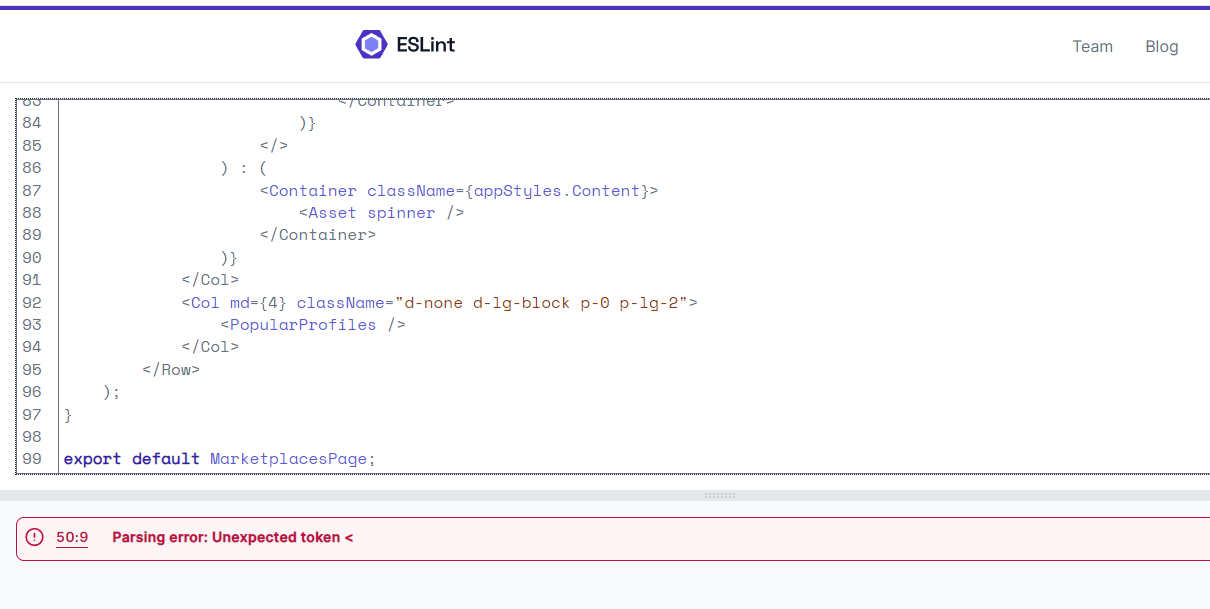 ESLint
Team Blog
83 </Container>
84 )}
85 </>
86 ) : (
87 <Container className={appStyles.Content}>
88 <Asset spinner />
89 </Container>
90 )}
91 </Col>
92 <Col md={4} className="d-none d-lg-block p-0 p-lg-2">
93 <PopularProfiles />
94 </Col>
95 </Row>
96 );
97 }
98
99 export default MarketplacesPage;
50:9 Parsing error: Unexpected token <